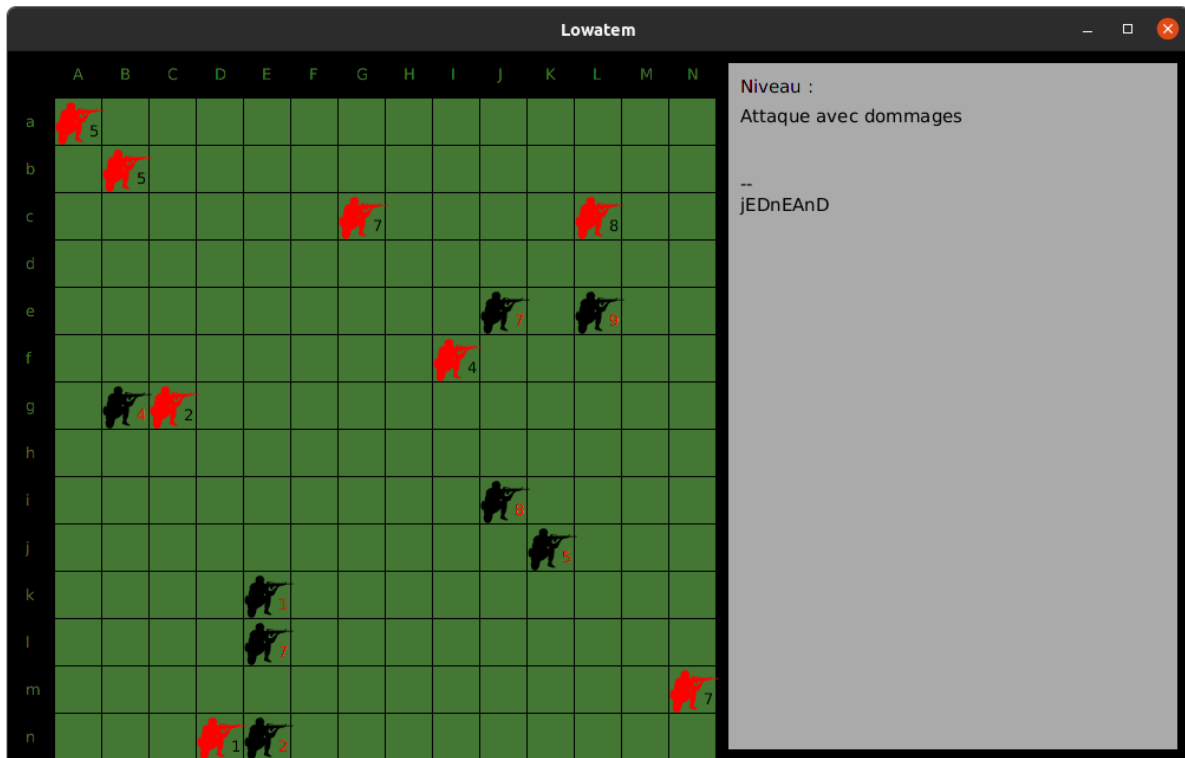 Lowatem
A B C D E F G H I J K L M N
a 5
b 5
c 7 8
d
e 7 9
f 4
g 4 2
h
i 8
j 5
k 1
l 7
m 7
n 1 2
Niveau :
Attaque avec dommages
--
jEDnEAnD